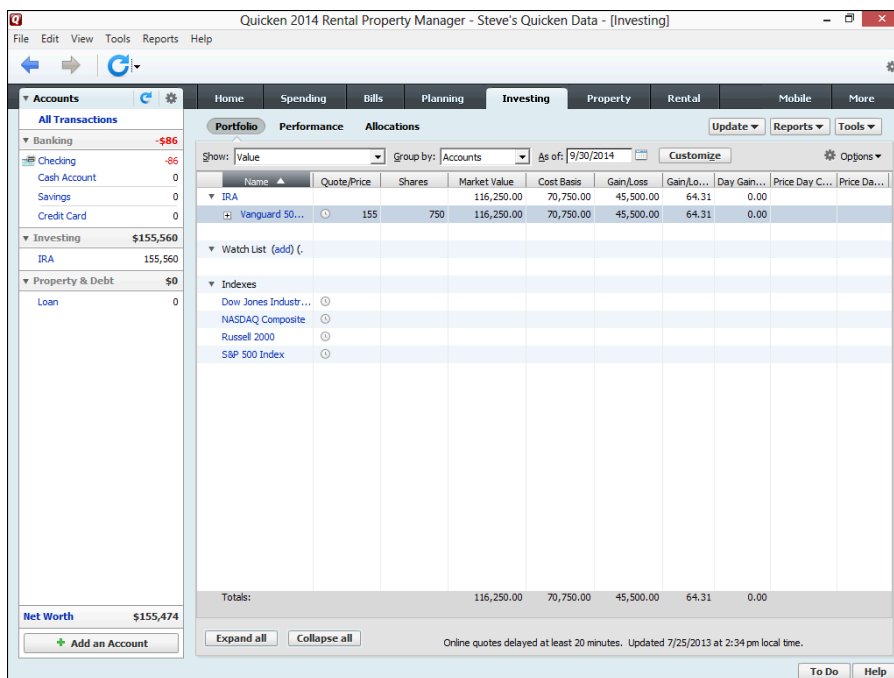 Quicken 2014 Rental Property Manager - Steve's Quicken Data - [Investing]
File Edit View Tools Reports Help
Accounts
All Transactions
Banking -$86
Checking -86
Cash Account 0
Savings 0
Credit Card 0
Investing $155,560
IRA 155,560
Property & Debt $0
Loan 0
Net Worth $155,474
Add an Account
Home Spending Bills Planning Investing Property Rental Mobile More
Portfolio Performance Allocations Update Reports Tools
Show: Value Group by: Accounts As of: 9/30/2014 Customize Options
Name Quote/Price Shares Market Value Cost Basis Gain/Loss Gain/Lo... Day Gain... Price Day C... Price Da...
IRA 116,250.00 70,750.00 45,500.00 64.31 0.00
Vanguard 50... 155 750 116,250.00 70,750.00 45,500.00 64.31 0.00
Watch List (add) (.
Indexes
Dow Jones Industr...
NASDAQ Composite
Russell 2000
S&P 500 Index
Totals: 116,250.00 70,750.00 45,500.00 64.31 0.00
Expand all Collapse all Online quotes delayed at least 20 minutes. Updated 7/25/2013 at 2:34 pm local time.
To Do Help